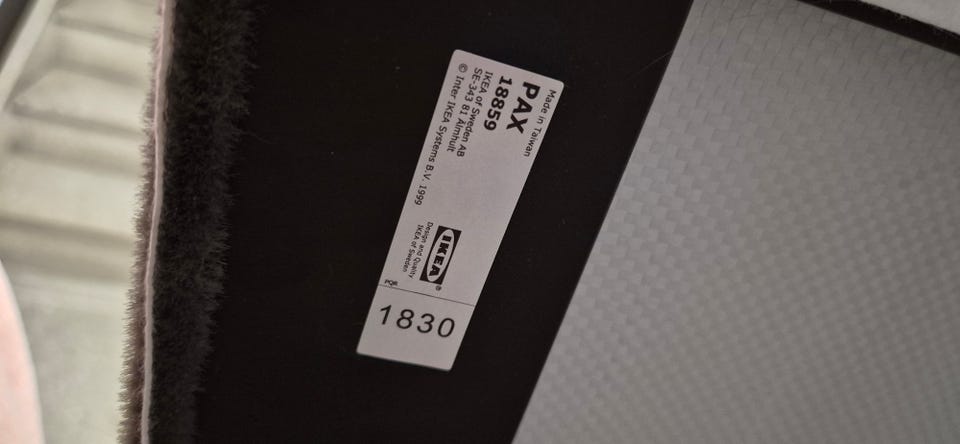 Made in Taiwan
PAX
18859
IKEA of Sweden AB
SE-343 81 Älmhult
© Inter IKEA Systems B.V. 1999
IKEA®
Design and Quality
IKEA of Sweden
PQR
1830